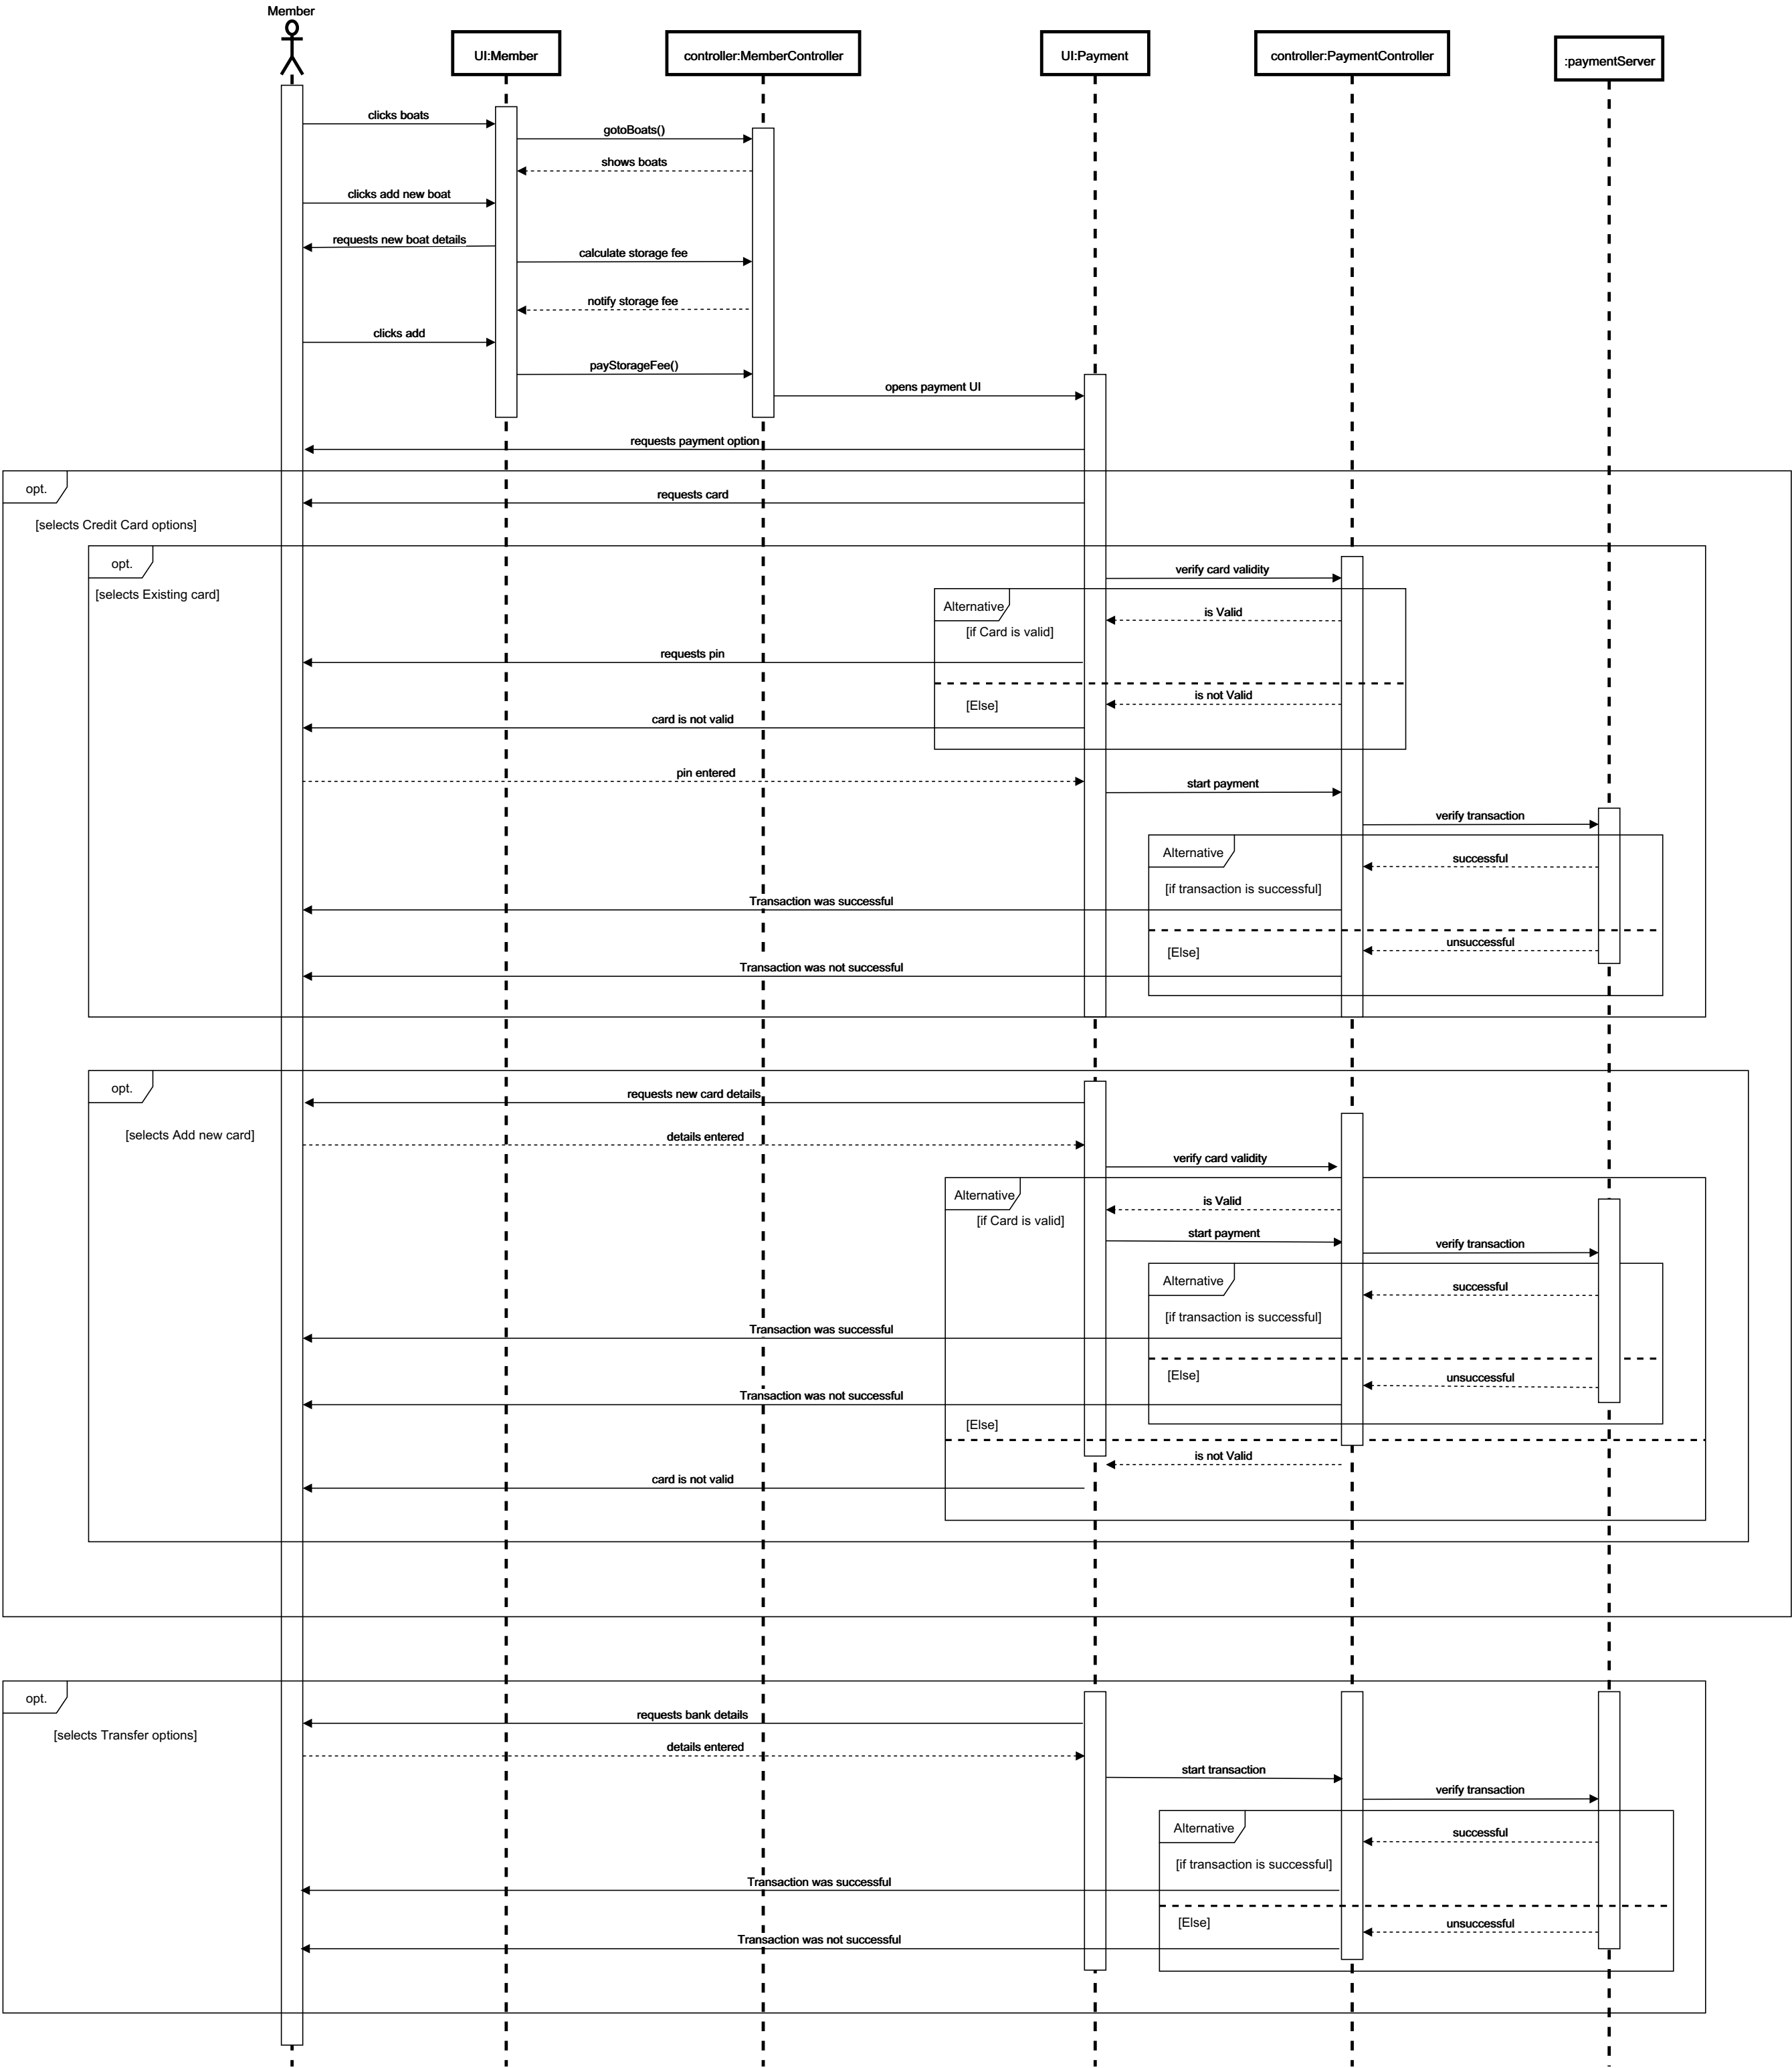 Member
UI:Member
controller:MemberController
UI:Payment
controller:PaymentController
:paymentServer
clicks boats
gotoBoats()
shows boats
clicks add new boat
requests new boat details
calculate storage fee
notify storage fee
clicks add
payStorageFee()
opens payment UI
requests payment option
opt.
requests card
[selects Credit Card options]
opt.
verify card validity
[selects Existing card]
Alternative
is Valid
[if Card is valid]
requests pin
is not Valid
[Else]
card is not valid
pin entered
start payment
verify transaction
Alternative
successful
[if transaction is successful]
Transaction was successful
unsuccessful
[Else]
Transaction was not successful
opt.
requests new card details
[selects Add new card]
details entered
verify card validity
Alternative
is Valid
[if Card is valid]
start payment
verify transaction
Alternative
successful
[if transaction is successful]
Transaction was successful
[Else]
unsuccessful
Transaction was not successful
[Else]
is not Valid
card is not valid
opt.
requests bank details
[selects Transfer options]
details entered
start transaction
verify transaction
Alternative
successful
[if transaction is successful]
Transaction was successful
[Else]
unsuccessful
Transaction was not successful